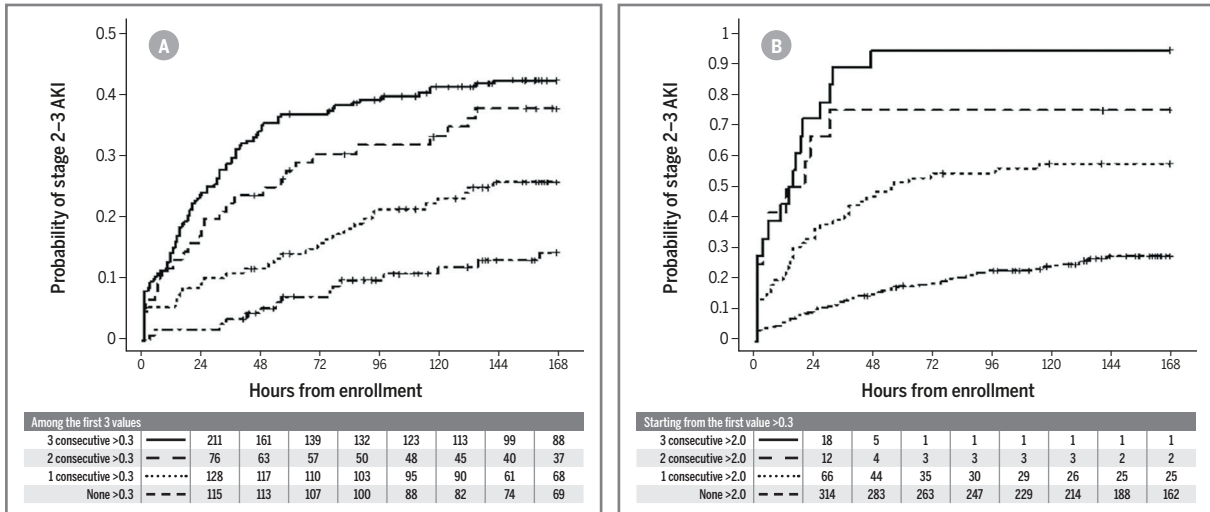 A
Probability of stage 2–3 AKI
0.5
0.4
0.3
0.2
0.1
0
0 24 48 72 96 120 144 168
Hours from enrollment
Among the first 3 values
3 consecutive >0.3 211 161 139 132 123 113 99 88
2 consecutive >0.3 76 63 57 50 48 45 40 37
1 consecutive >0.3 128 117 110 103 95 90 61 68
None >0.3 115 113 107 100 88 82 74 69
B
Probability of stage 2–3 AKI
1
0.9
0.8
0.7
0.6
0.5
0.4
0.3
0.2
0.1
0
0 24 48 72 96 120 144 168
Hours from enrollment
Starting from the first value >0.3
3 consecutive >2.0 18 5 1 1 1 1 1 1
2 consecutive >2.0 12 4 3 3 3 3 2 2
1 consecutive >2.0 66 44 35 30 29 26 25 25
None >2.0 314 283 263 247 229 214 188 162